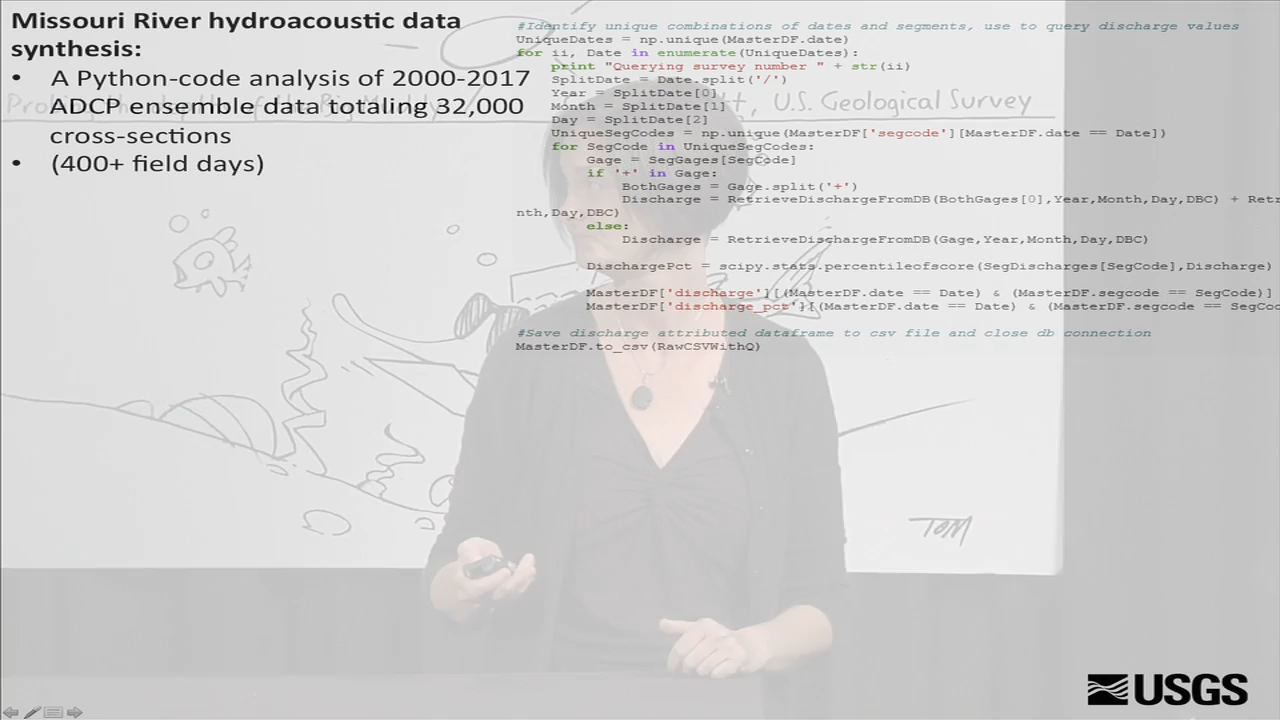 Missouri River hydroacoustic data
synthesis:
• A Python-code analysis of 2000-2017
ADCP ensemble data totaling 32,000
cross-sections
• (400+ field days)
#Identify unique combinations of dates and segments, use to query discharge values
UniqueDates = np.unique(MasterDF.date)
for ii, Date in enumerate(UniqueDates):
print "Querying survey number " + str(ii)
SplitDate = Date.split('/')
Year = SplitDate[0]
Month = SplitDate[1]
Day = SplitDate[2]
UniqueSegCodes = np.unique(MasterDF['segcode'][MasterDF.date == Date])
for SegCode in UniqueSegCodes:
Gage = SegGages[SegCode]
if '+' in Gage:
BothGages = Gage.split('+')
Discharge = RetrieveDischargeFromDB(BothGages[0],Year,Month,Day,DBC) + Retr
nth,Day,DBC)
else:
Discharge = RetrieveDischargeFromDB(Gage,Year,Month,Day,DBC)
DischargePct = scipy.stats.percentileofscore(SegDischarges[SegCode],Discharge)
MasterDF['discharge'][(MasterDF.date == Date) & (MasterDF.segcode == SegCode)]
MasterDF['discharge_pct'][(MasterDF.date == Date) & (MasterDF.segcode == SegCo
#Save discharge attributed dataframe to csv file and close db connection
MasterDF.to_csv(RawCSVWithQ)
U.S. Geological Survey
TOM
USGS